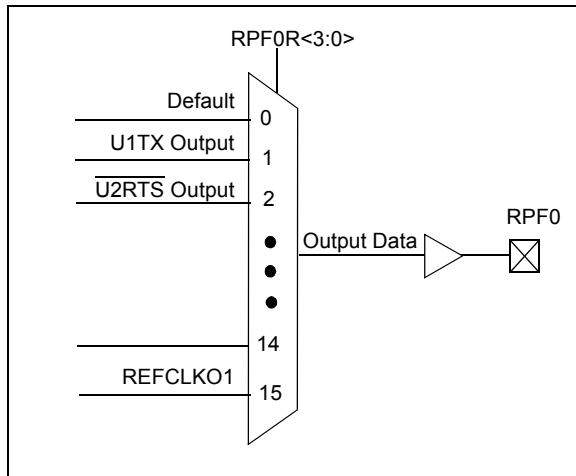 RPF0R<3:0>
Default
0
U1TX Output
1
U2RTS Output
2
RPF0
Output Data
14
REFCLKO1
15